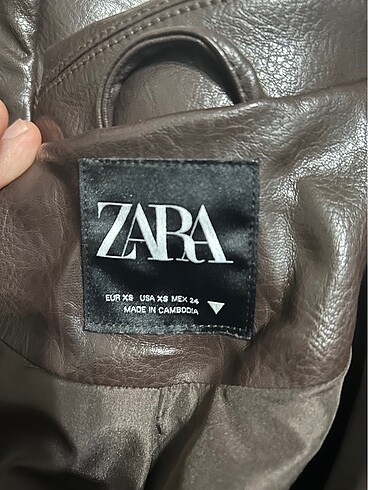 ZARA
EUR XS USA XS MEX 24
MADE IN CAMBODIA